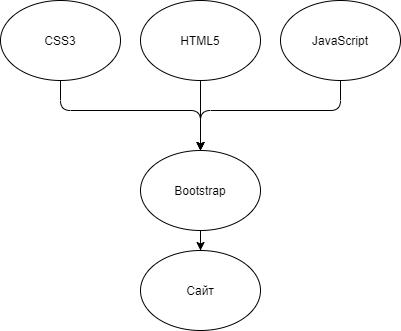 CSS3
HTML5
JavaScript
Bootstrap
Сайт